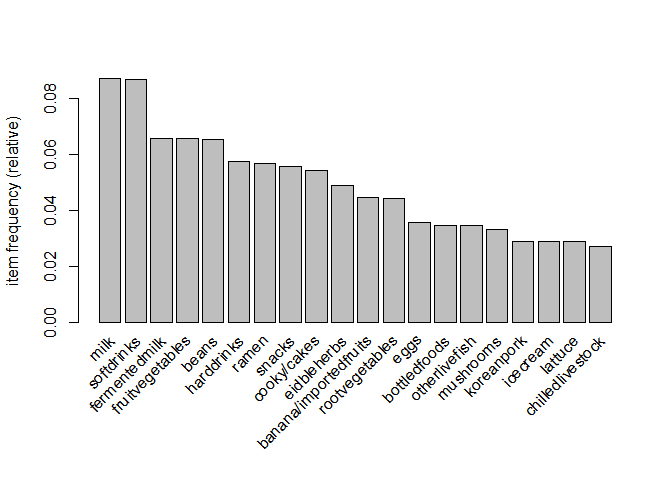 item frequency (relative)
0.00
0.02
0.04
0.06
0.08
milk
softdrinks
fermentedmilk
fruitvegetables
beans
harddrinks
ramen
snacks
cooky/cakes
eidbleherbs
banana/importedfruits
rootvegetables
eggs
bottledfoods
otherlivefish
mushrooms
koreanpork
icecream
lattuce
chilledlivestock